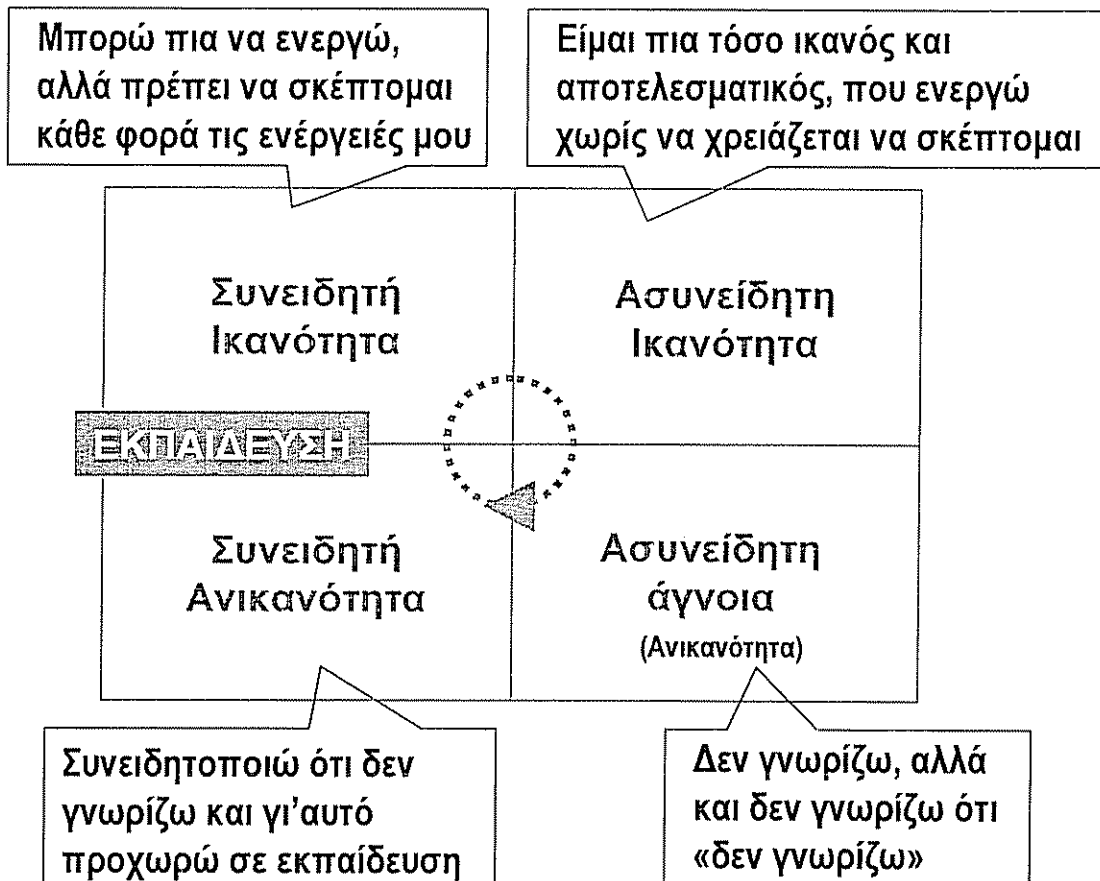 Μπορώ πια να ενεργώ,
αλλά πρέπει να σκέπτομαι
κάθε φορά τις ενέργειές μου
Είμαι πια τόσο ικανός και
αποτελεσματικός, που ενεργώ
χωρίς να χρειάζεται να σκέπτομαι
Συνειδητή
Ικανότητα
Ασυνείδητη
Ικανότητα
ΕΚΠΑΙΔΕΥΣΗ
Συνειδητή
Ανικανότητα
Ασυνείδητη
άγνοια
(Ανικανότητα)
Συνειδητοποιώ ότι δεν
γνωρίζω και γι'αυτό
προχωρώ σε εκπαίδευση
Δεν γνωρίζω, αλλά
και δεν γνωρίζω ότι
«δεν γνωρίζω»